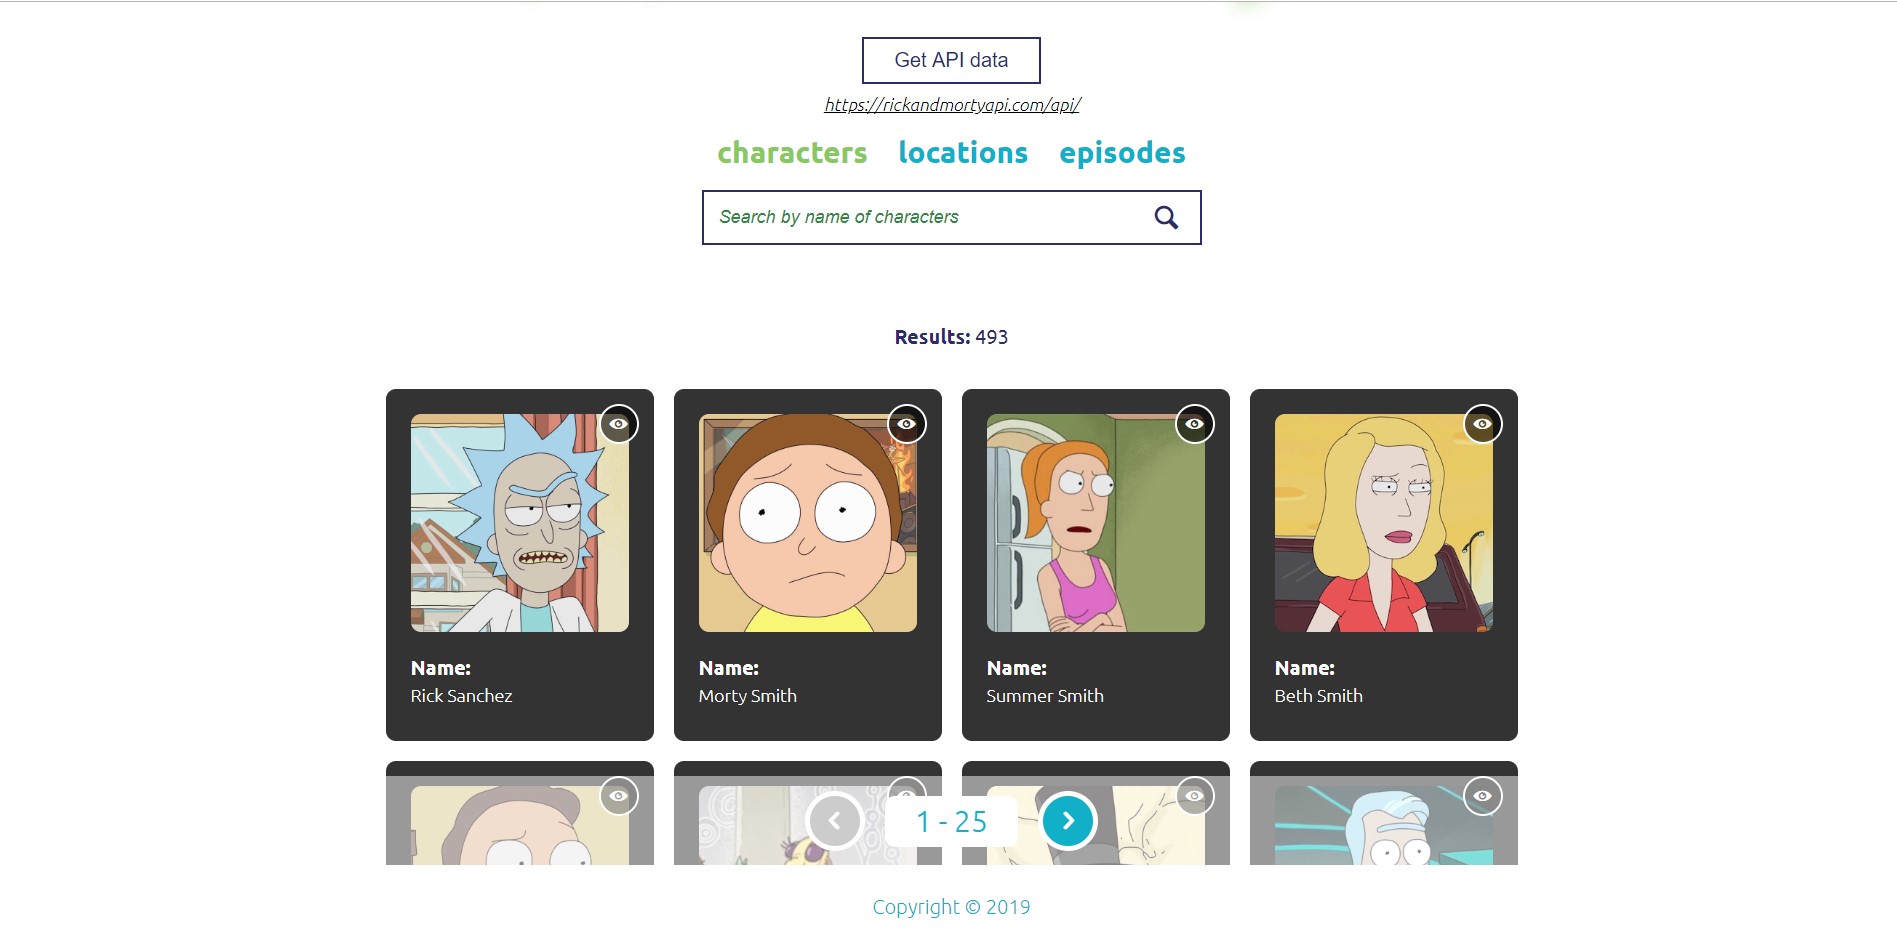 Get API data
https://rickandmortyapi.com/api/
characters locations episodes
Search by name of characters
Results: 493
Name:
Rick Sanchez
Name:
Morty Smith
Name:
Summer Smith
Name:
Beth Smith
1 - 25
Copyright © 2019